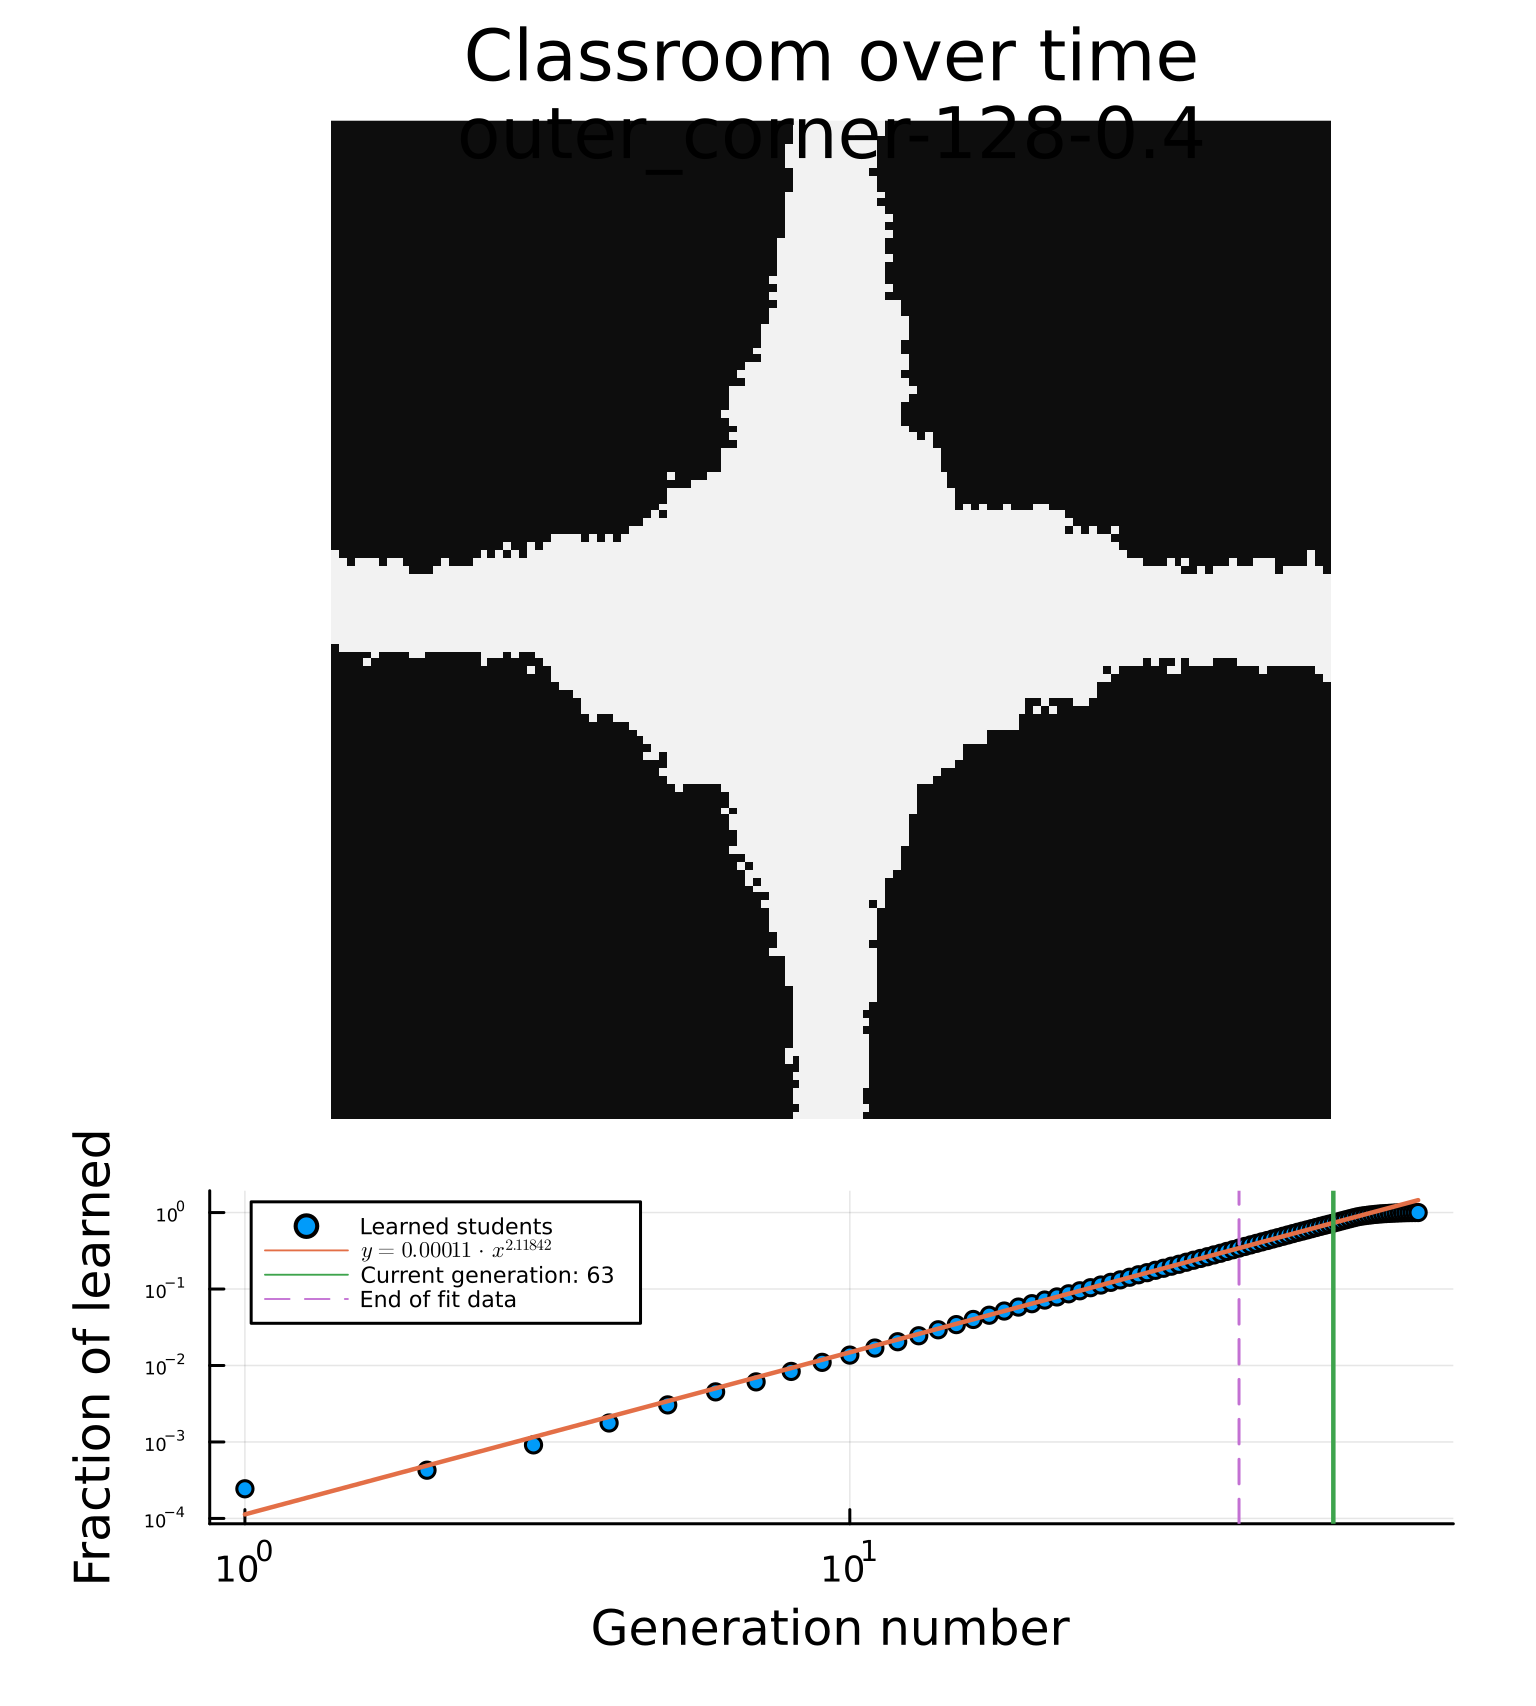 Classroom over time
outer_corner-128-0.4
Fraction of learned
10⁰
10⁻¹
10⁻²
10⁻³
10⁻⁴
Learned students
y = 0.00011 · x^2.11842
Current generation: 63
End of fit data
10⁰
10¹
Generation number